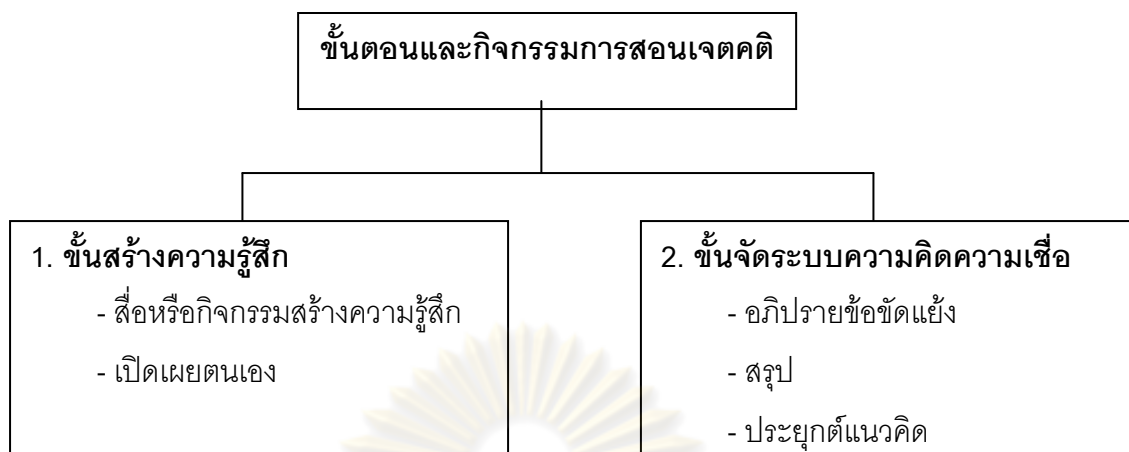 ขั้นตอนและกิจกรรมการสอนเจตคติ
1. ขั้นสร้างความรู้สึก
- สื่อหรือกิจกรรมสร้างความรู้สึก
- เปิดเผยตนเอง
2. ขั้นจัดระบบความคิดความเชื่อ
- อภิปรายข้อขัดแย้ง
- สรุป
- ประยุกต์แนวคิด